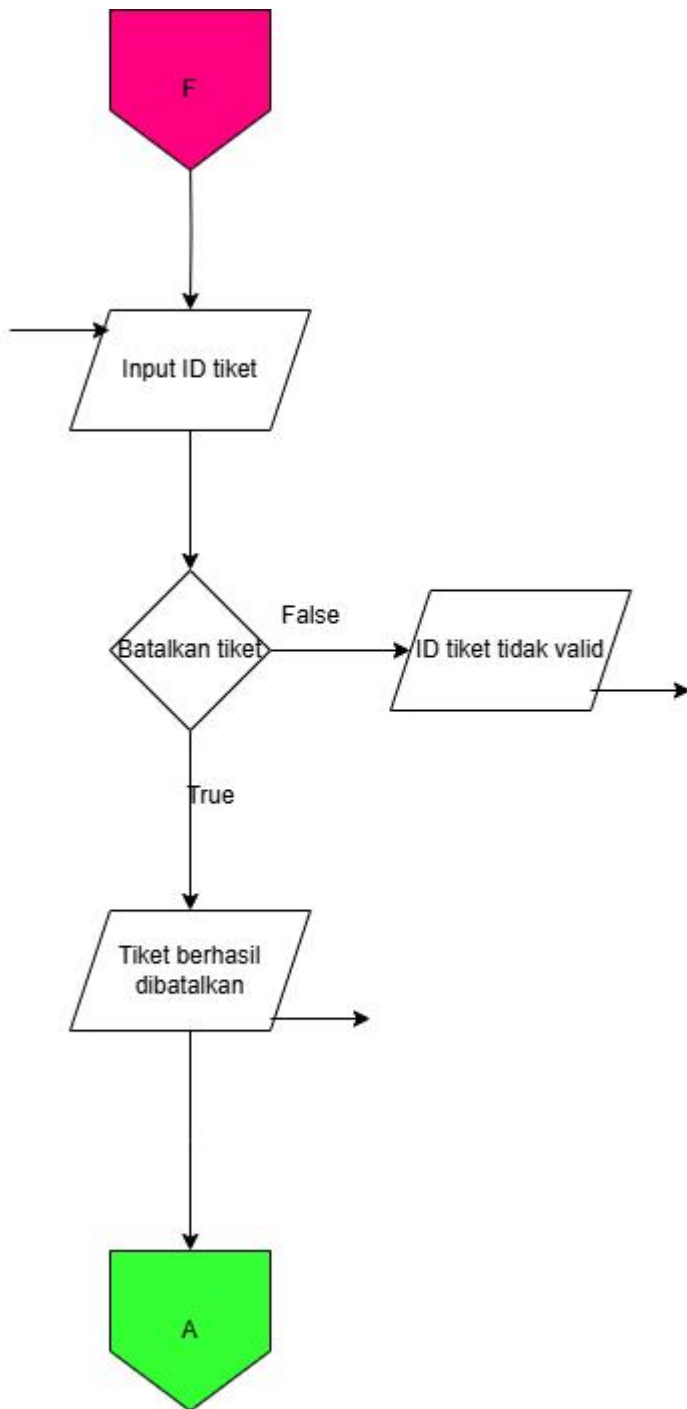 F
Input ID tiket
False
Batalkan tiket
ID tiket tidak valid
True
Tiket berhasil
dibatalkan
A